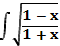 ∫√((1 − x)/(1 + x))